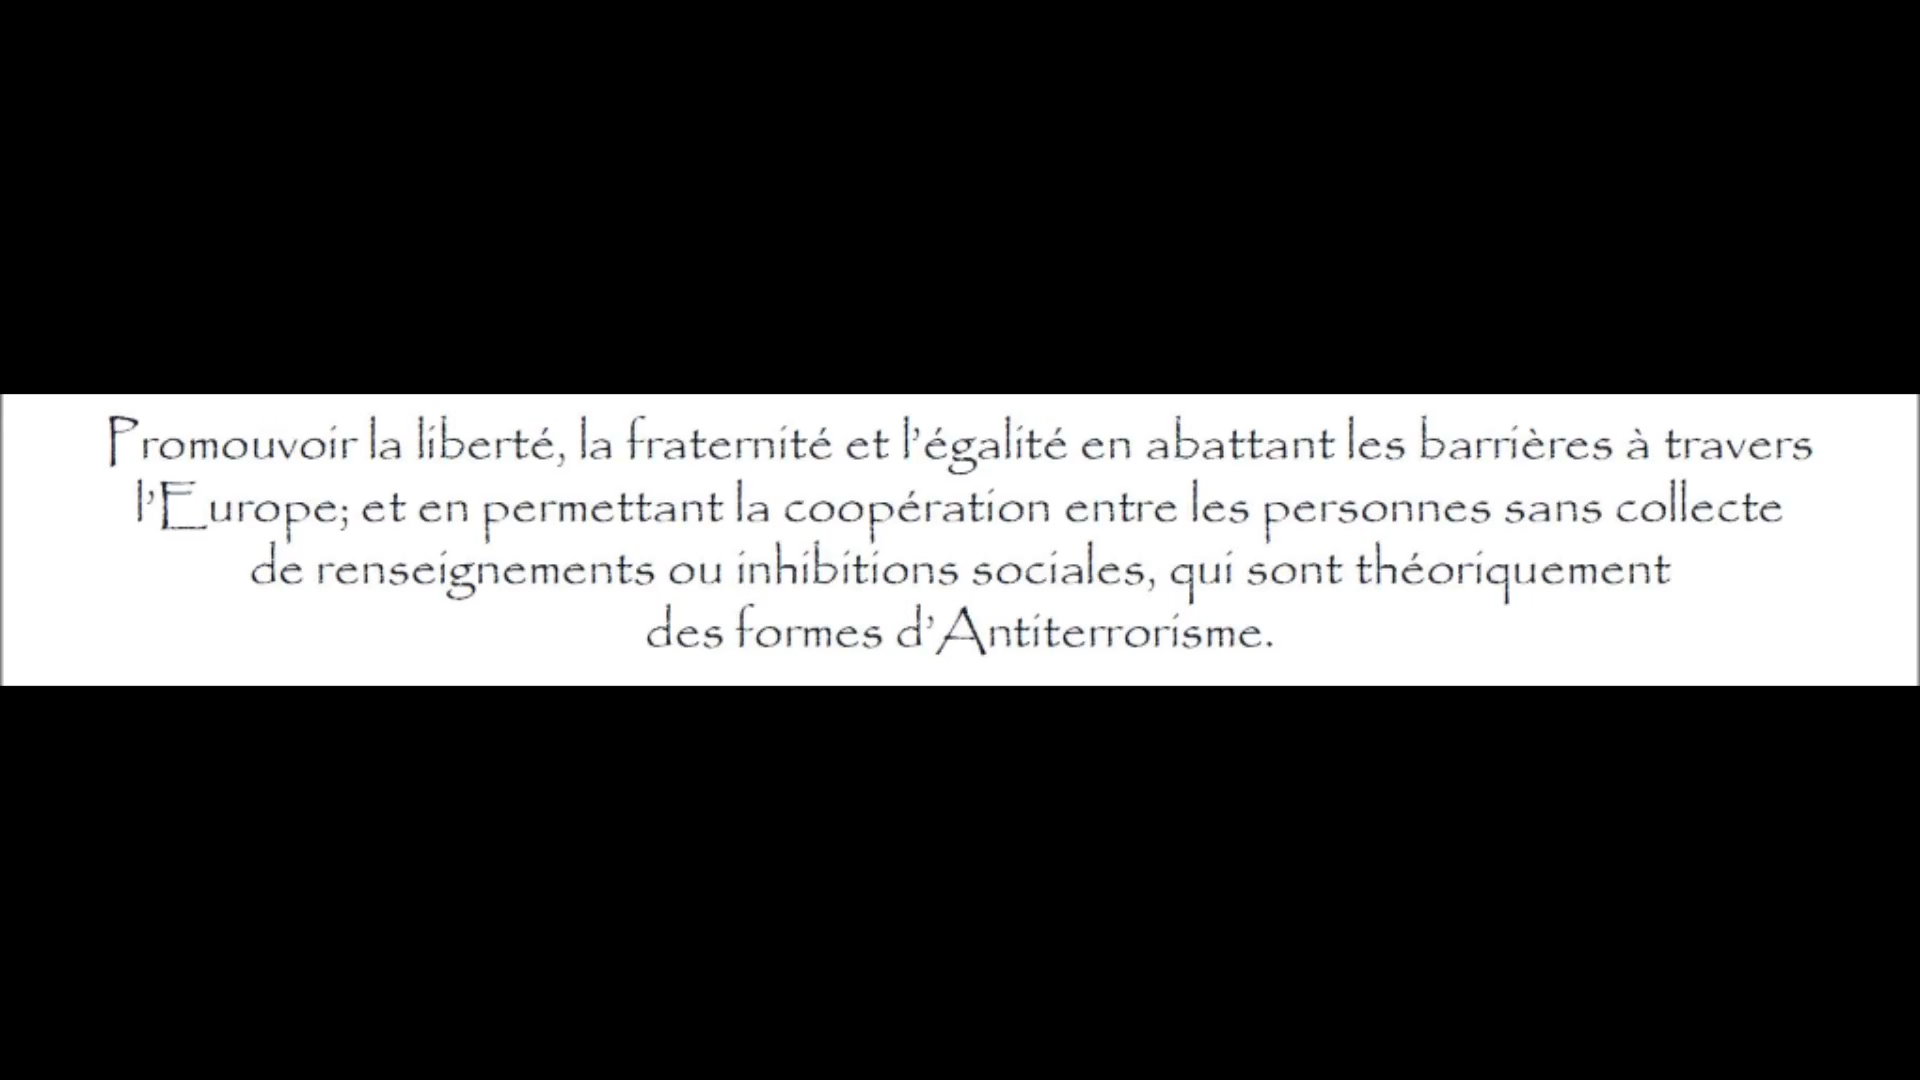 Promouvoir la liberté, la fraternité et l'égalité en abattant les barrières à travers
l'Europe; et en permettant la coopération entre les personnes sans collecte
de renseignements ou inhibitions sociales, qui sont théoriquement
des formes d'Antiterrorisme.